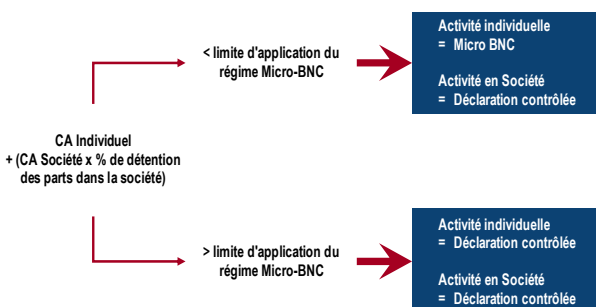 < limite d'application du
régime Micro-BNC
Activité individuelle
= Micro BNC
Activité en Société
= Déclaration contrôlée
CA Individuel
+ (CA Société x % de détention
des parts dans la société)
> limite d'application du
régime Micro-BNC
Activité individuelle
= Déclaration contrôlée
Activité en Société
= Déclaration contrôlée